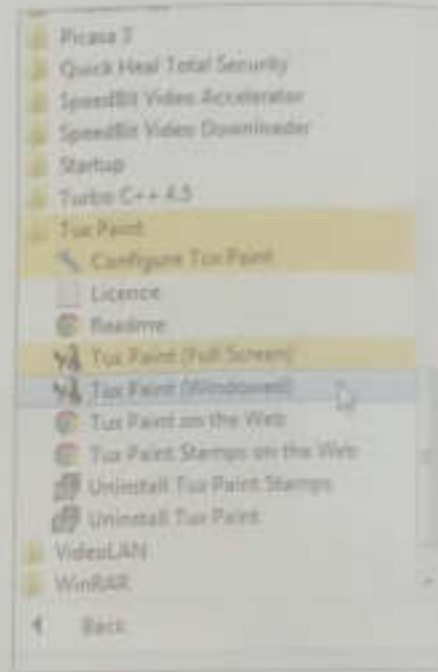 Picasa 3
Quick Heal Total Security
SpeedBit Video Accelerator
SpeedBit Video Downloader
Startup
Turbo C++ 4.5
Tux Paint
Configure Tux Paint
Licence
Readme
Tux Paint (Full Screen)
Tux Paint (Windowed)
Tux Paint on the Web
Tux Paint Stamps on the Web
Uninstall Tux Paint Stamps
Uninstall Tux Paint
VideoLAN
WinRAR
Back